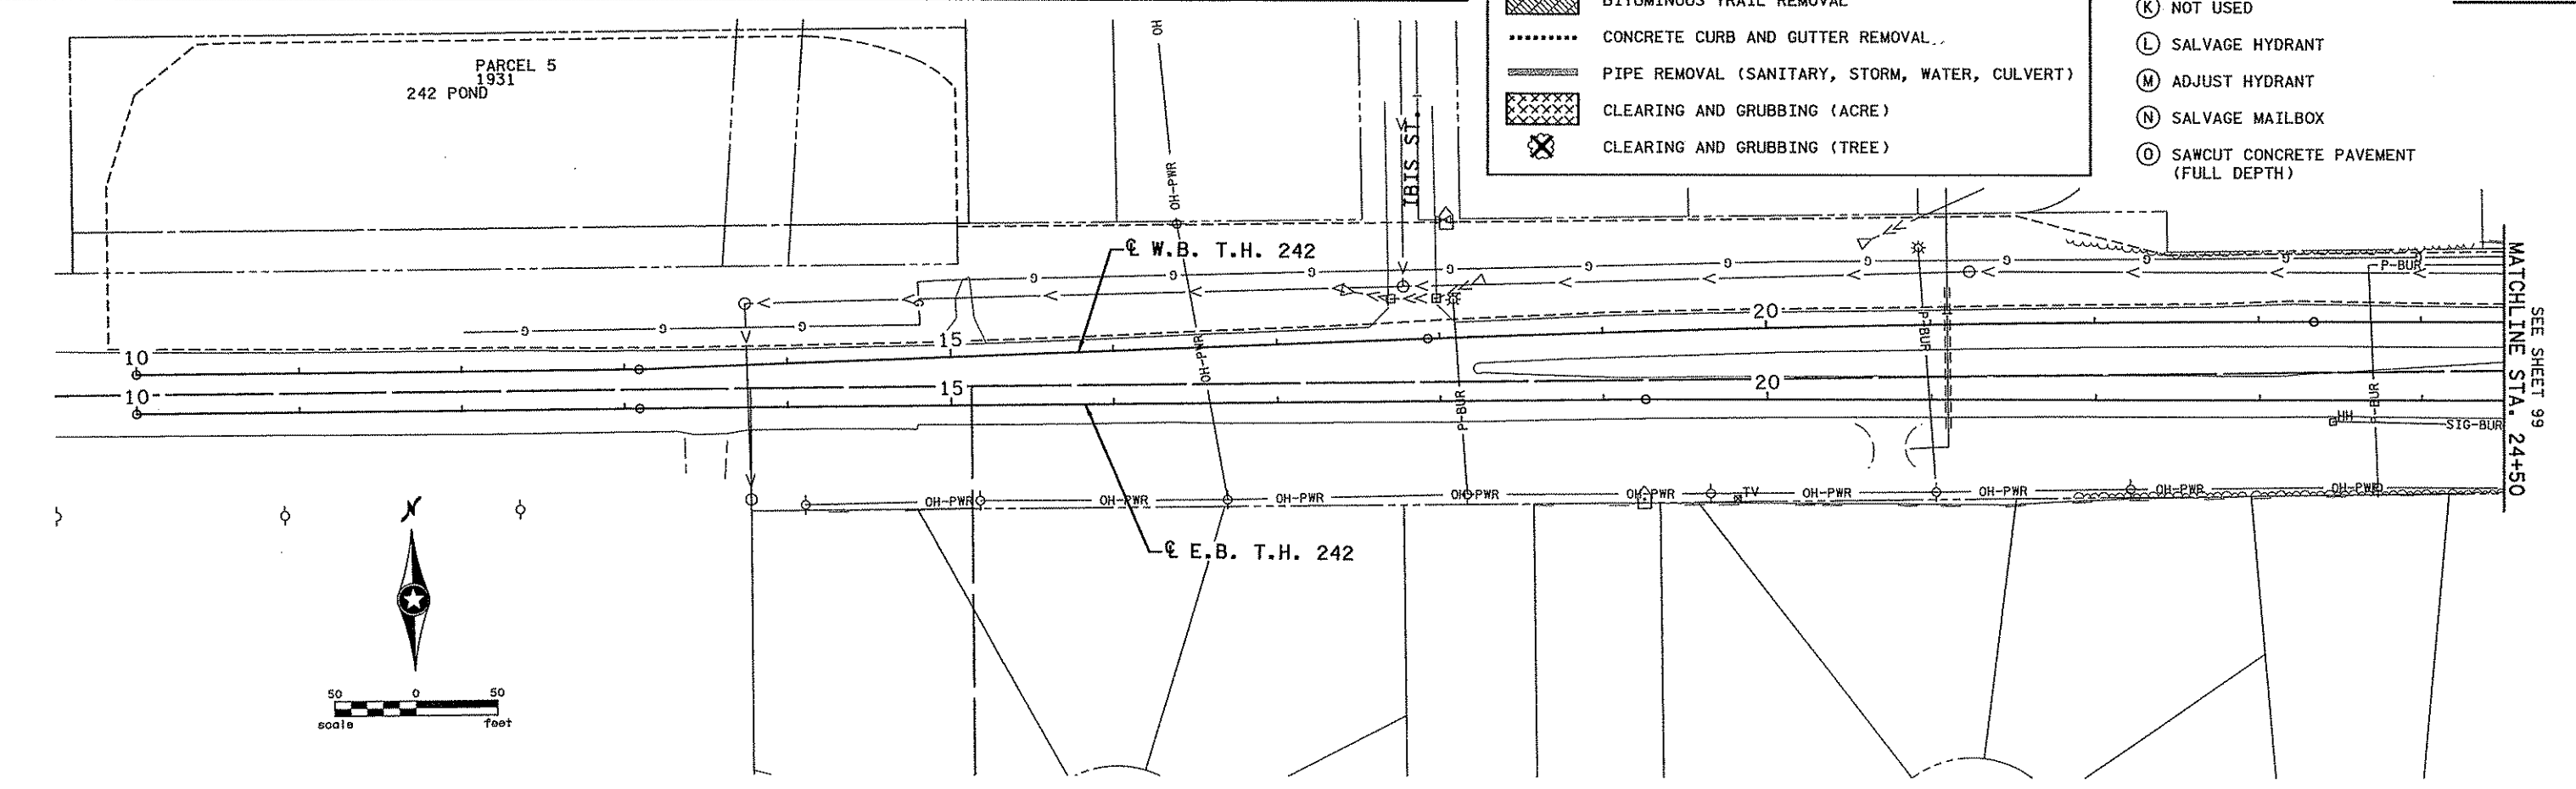 BITUMINOUS TRAIL REMOVAL
CONCRETE CURB AND GUTTER REMOVAL
PIPE REMOVAL (SANITARY, STORM, WATER, CULVERT)
CLEARING AND GRUBBING (ACRE)
CLEARING AND GRUBBING (TREE)
K NOT USED
L SALVAGE HYDRANT
M ADJUST HYDRANT
N SALVAGE MAILBOX
O SAWCUT CONCRETE PAVEMENT
(FULL DEPTH)
PARCEL 5
1931
242 POND
OH
OH-PWR
IBIS ST.
℄ W.B. T.H. 242
G G G G G G G G G
P-BUR
G G G
20
15
10
OH-PWR
P-BUR
20
15
10
P-BUR
P-BUR
HH
SIG-BUR
MATCHLINE STA. 24+50
SEE SHEET 99
OH-PWR OH-PWR OH-PWR OH-PWR OH-PWR TV OH-PWR OH-PWR OH-PWR OH-PWR
℄ E.B. T.H. 242
N
50 0 50
scale feet